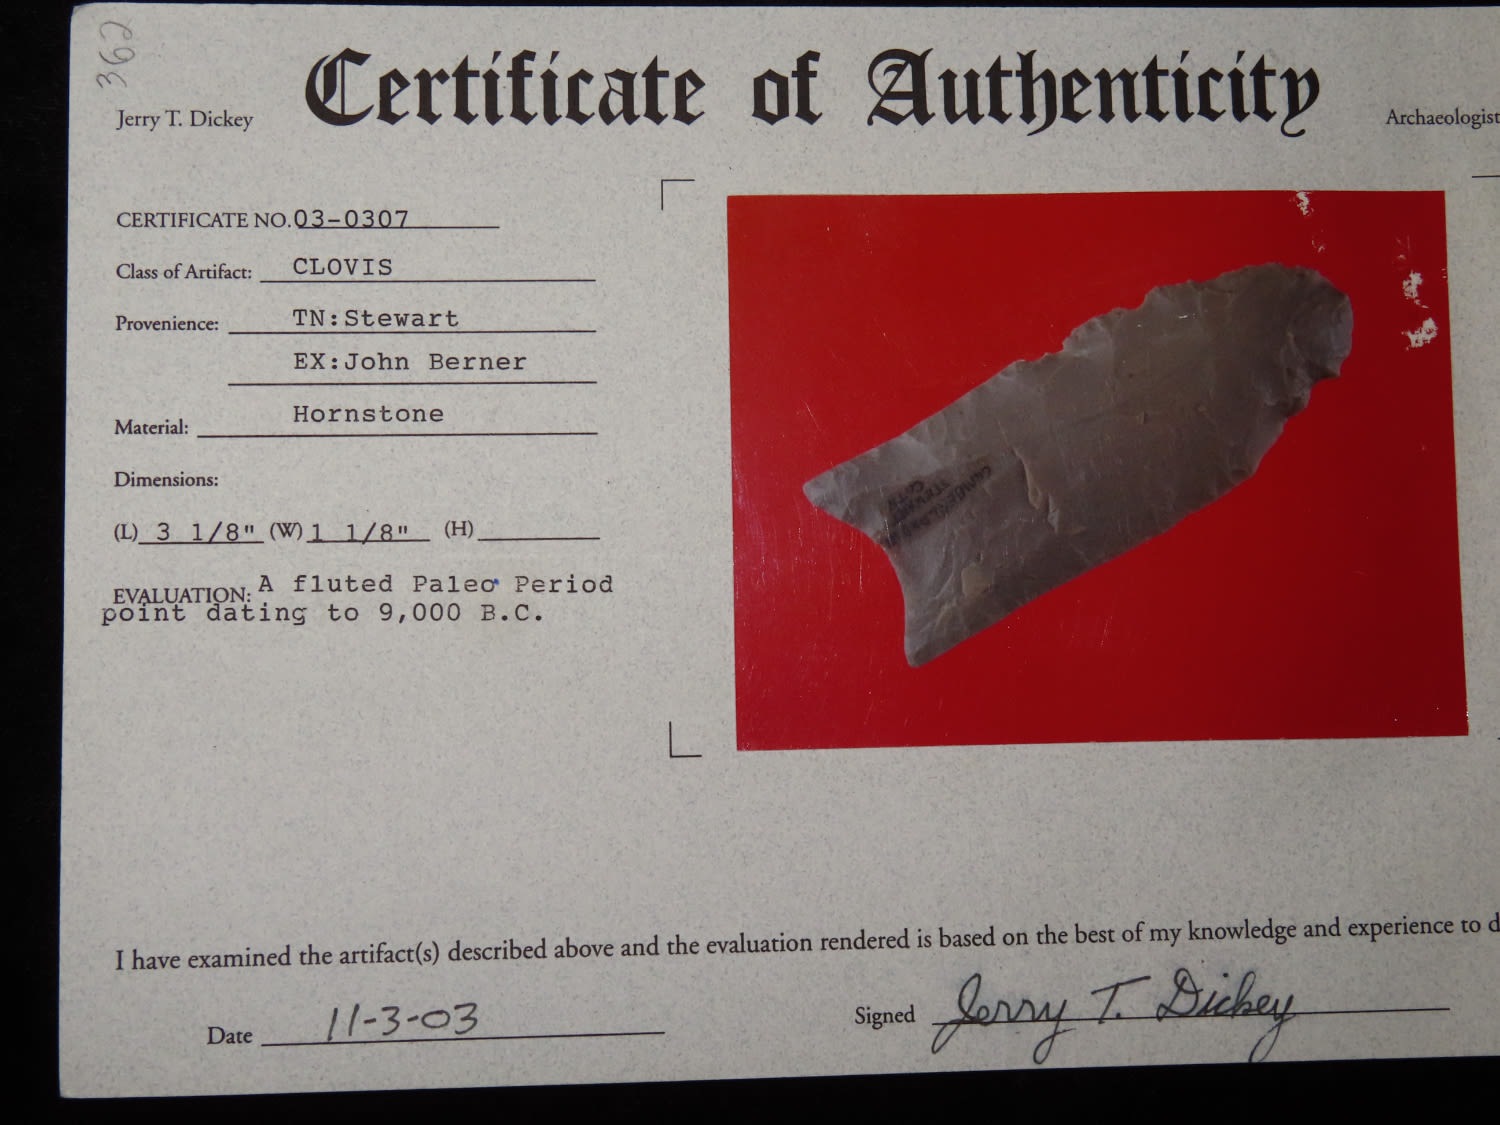 362
Certificate of Authenticity
Jerry T. Dickey
Archaeologist
CERTIFICATE NO. 03-0307
Class of Artifact: CLOVIS
Provenience: TN:Stewart
EX:John Berner
Material: Hornstone
Dimensions:
(L) 3 1/8" (W) 1 1/8" (H)
EVALUATION: A fluted Paleo Period
point dating to 9,000 B.C.
I have examined the artifact(s) described above and the evaluation rendered is based on the best of my knowledge and experience to d
Date 11-3-03
Signed Jerry T. Dickey